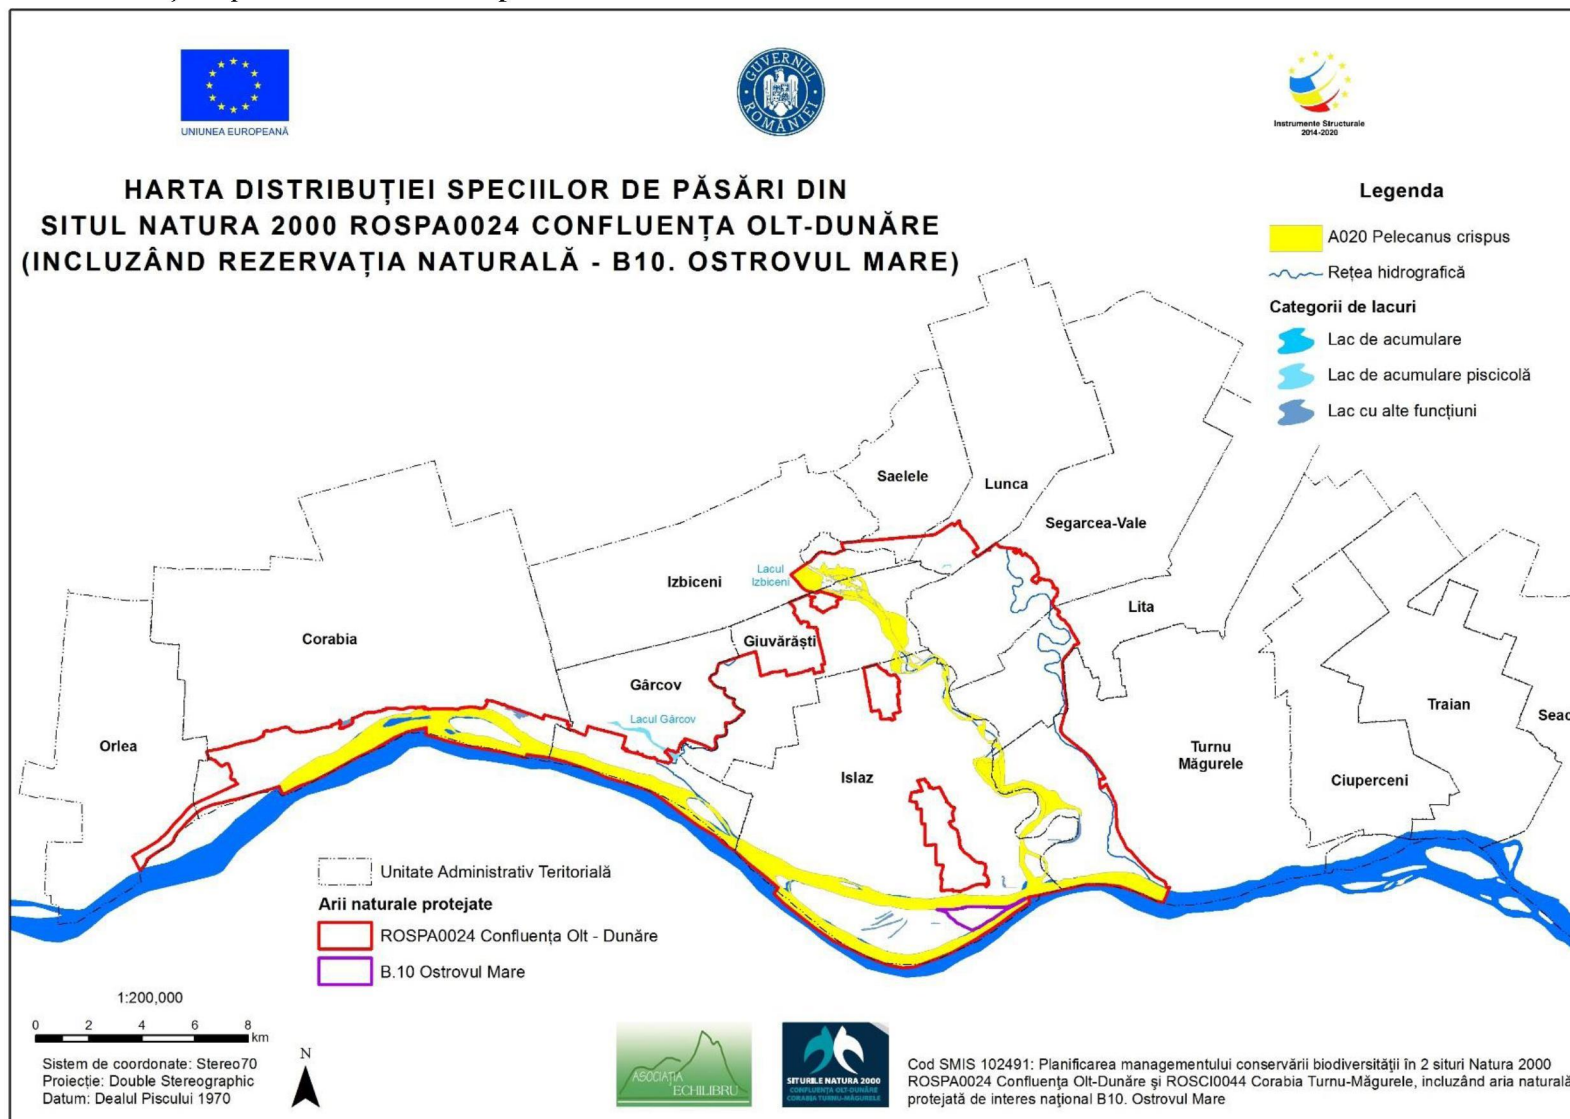 UNIUNEA EUROPEANĂ
GUVERNUL ROMÂNIEI
Instrumente Structurale
2014-2020
HARTA DISTRIBUȚIEI SPECIILOR DE PĂSĂRI DIN
SITUL NATURA 2000 ROSPA0024 CONFLUENȚA OLT-DUNĂRE
(INCLUZÂND REZERVAȚIA NATURALĂ - B10. OSTROVUL MARE)
Legenda
A020 Pelecanus crispus
Rețea hidrografică
Categorii de lacuri
Lac de acumulare
Lac de acumulare piscicolă
Lac cu alte funcțiuni
Saelele
Lunca
Segarcea-Vale
Lacul
Izbiceni
Izbiceni
Lita
Corabia
Giuvărăști
Gârcov
Lacul Gârcov
Traian
Seac
Orlea
Turnu
Măgurele
Islaz
Ciuperceni
Unitate Administrativ Teritorială
Arii naturale protejate
ROSPA0024 Confluența Olt - Dunăre
B.10 Ostrovul Mare
1:200,000
0 2 4 6 8
km
N
Sistem de coordonate: Stereo70
Proiecție: Double Stereographic
Datum: Dealul Piscului 1970
ASOCIAȚIA
ECHILIBRU
SITURILE NATURA 2000
CONFLUENȚA OLT-DUNĂRE
CORABIA TURNU-MĂGURELE
Cod SMIS 102491: Planificarea managementului conservării biodiversității în 2 situri Natura 2000
ROSPA0024 Confluența Olt-Dunăre și ROSCI0044 Corabia Turnu-Măgurele, incluzând aria naturală
protejată de interes național B10. Ostrovul Mare